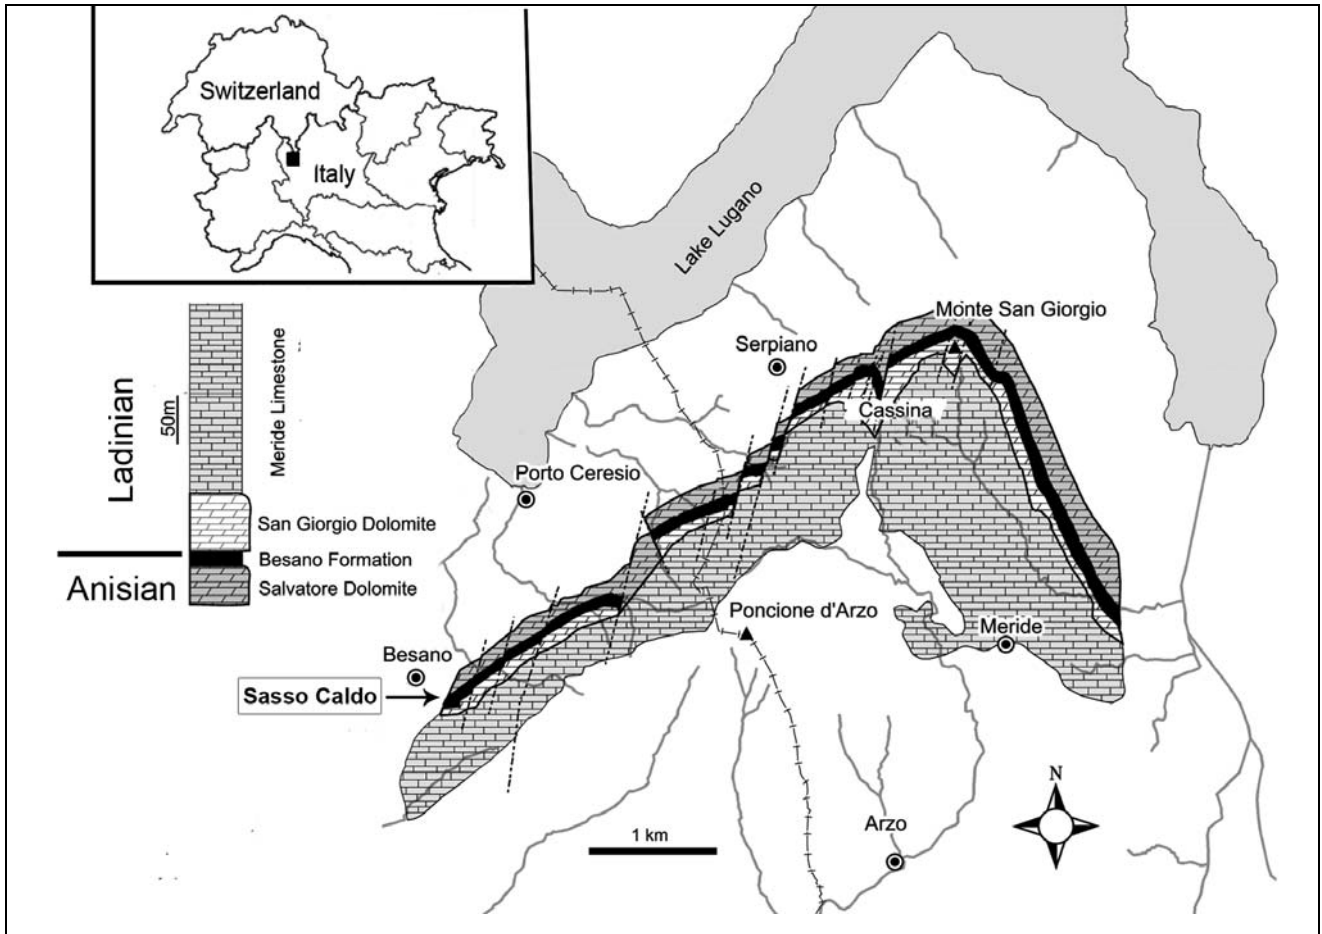 Switzerland
Italy
Lake Lugano
Monte San Giorgio
Serpiano
Cassina
Porto Ceresio
Ladinian
50m
Meride Limestone
San Giorgio Dolomite
Besano Formation
Anisian
Salvatore Dolomite
Poncione d'Arzo
Meride
Besano
Sasso Caldo
N
1 km
Arzo